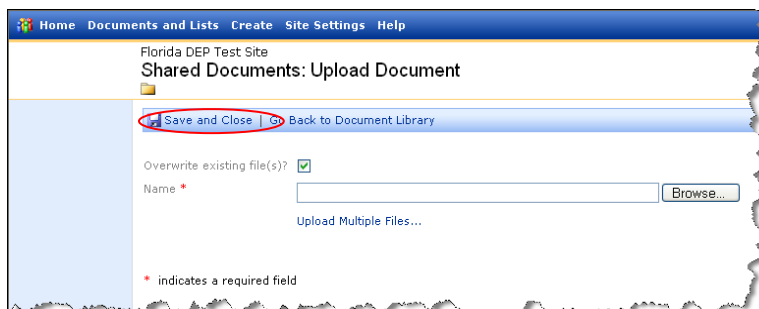 Home Documents and Lists Create Site Settings Help
Florida DEP Test Site
Shared Documents: Upload Document
Save and Close | Go Back to Document Library
Overwrite existing file(s)?
Name *
Browse...
Upload Multiple Files...
* indicates a required field